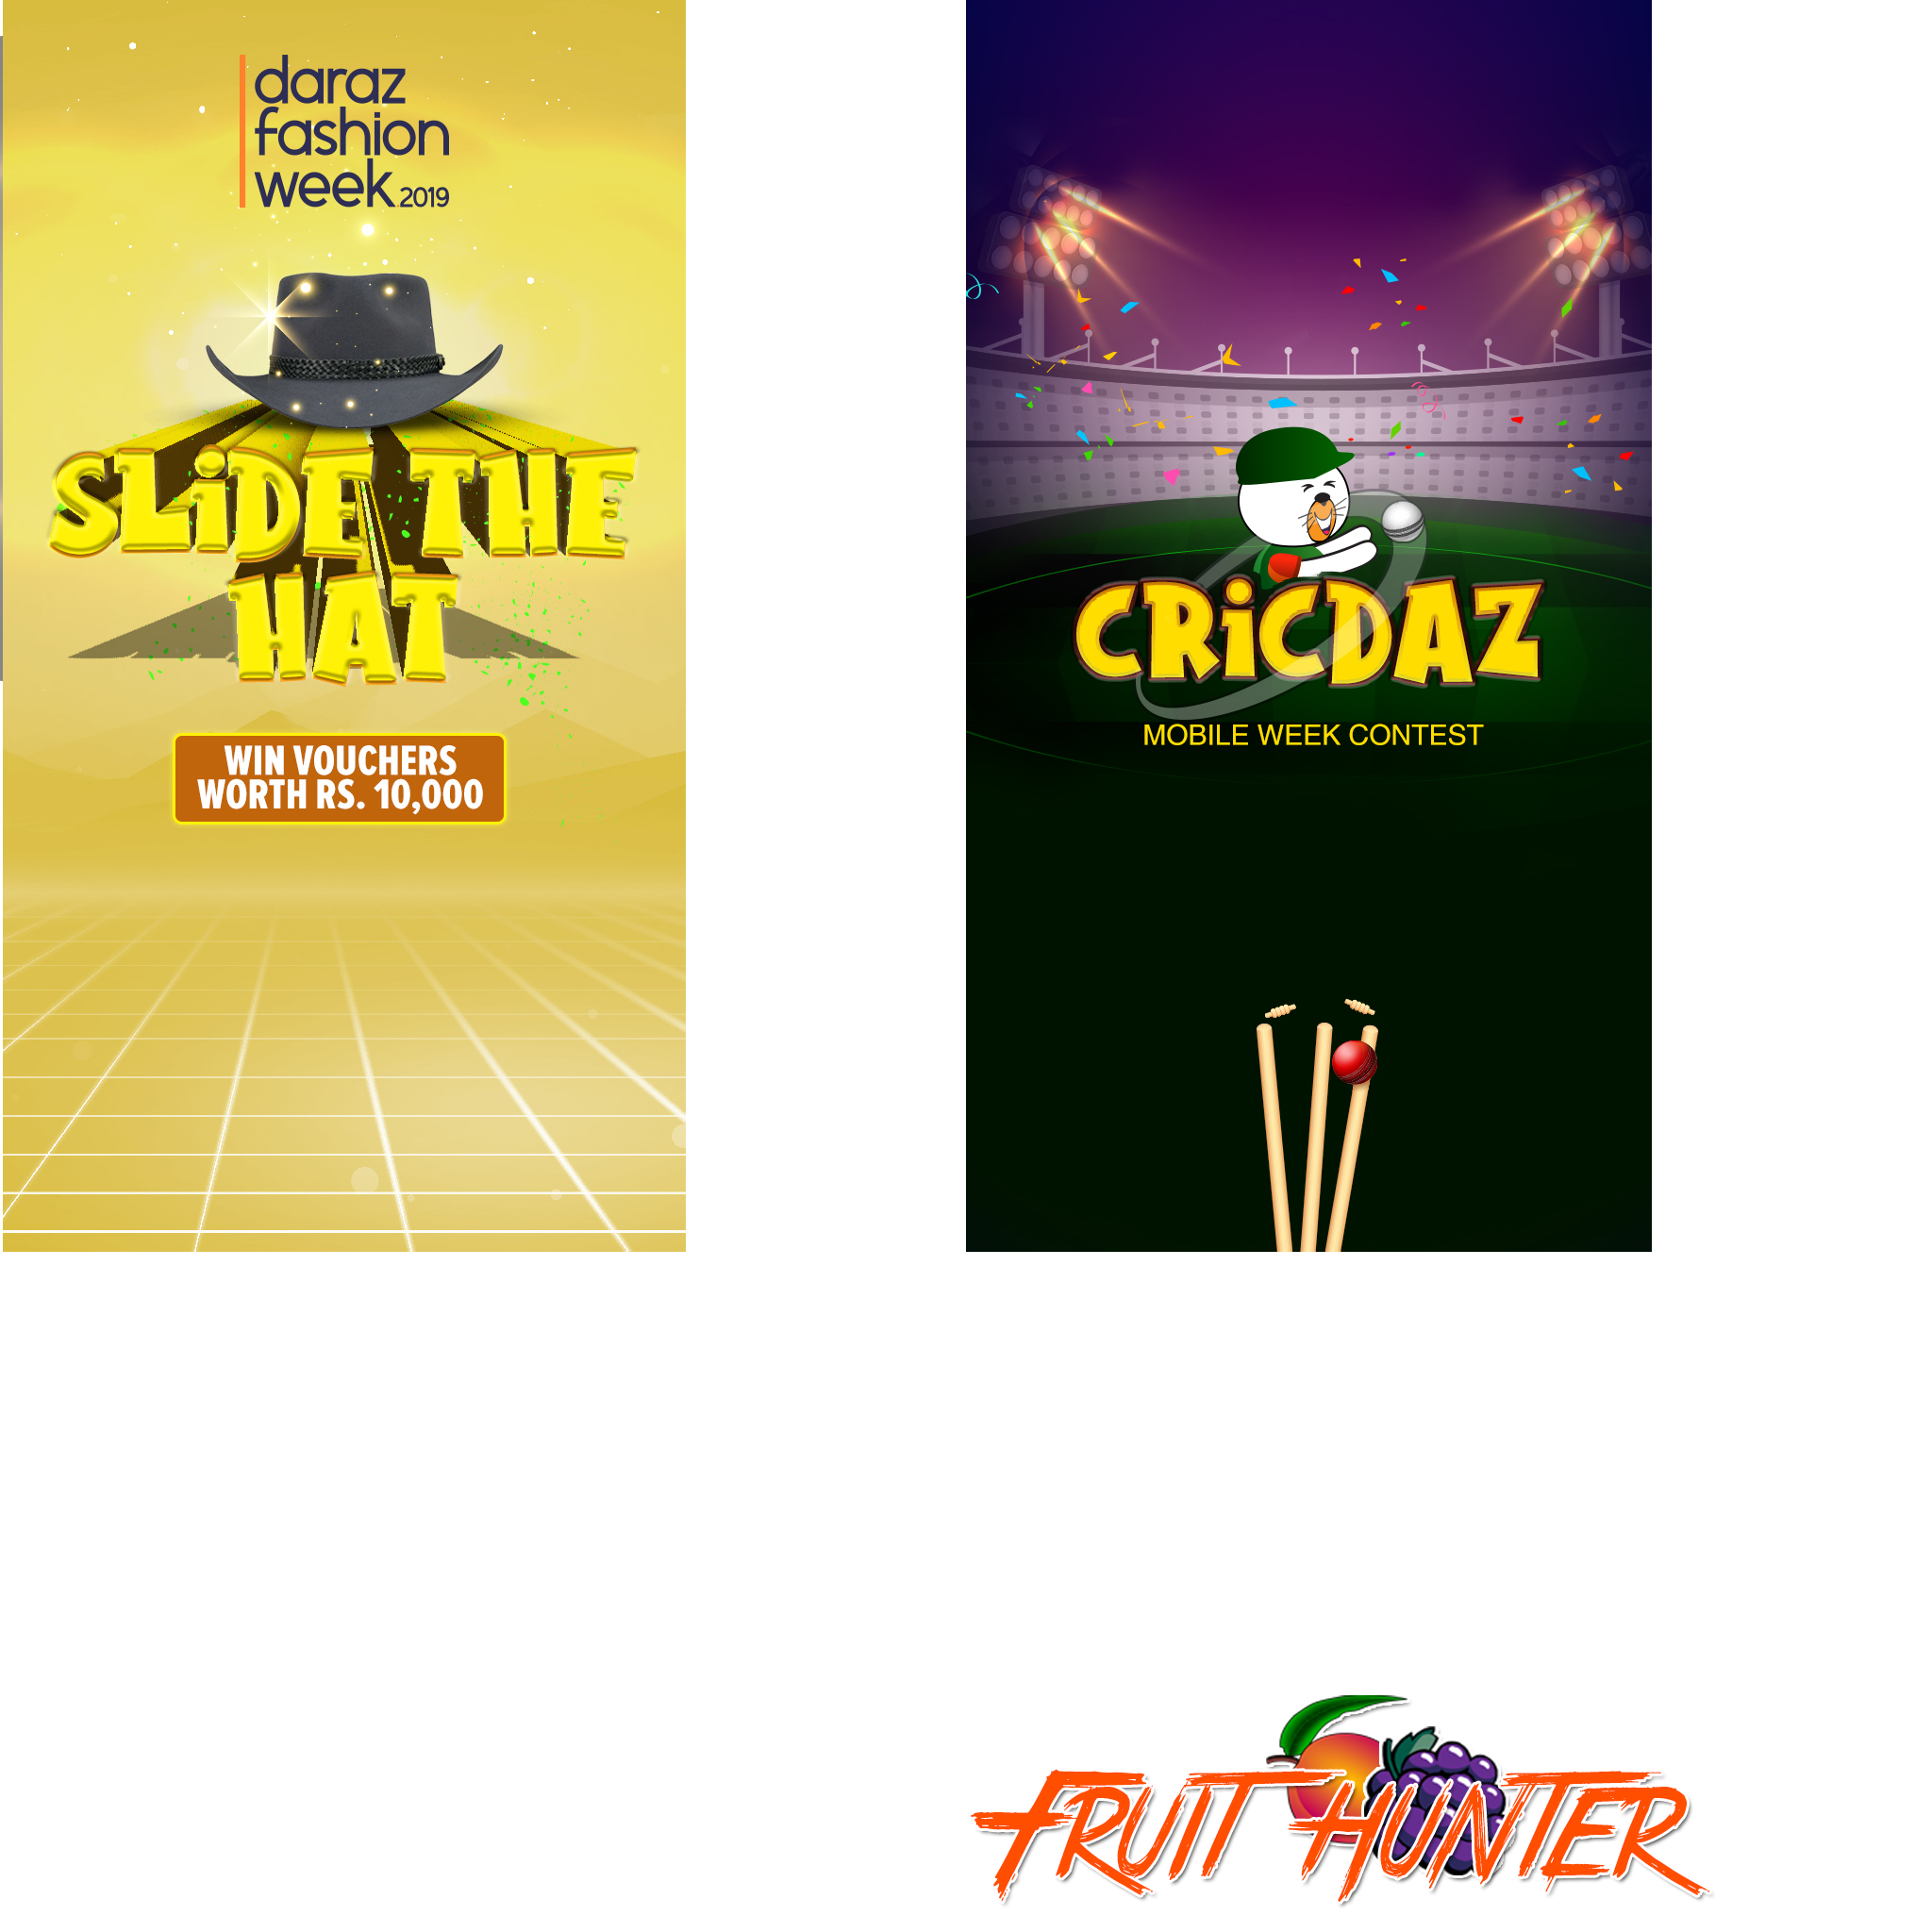 daraz
fashion
week 2019
SLiDE THE
HAT
WIN VOUCHERS
WORTH RS. 10,000
CRiCDAZ
MOBILE WEEK CONTEST
FRUIT HUNTER